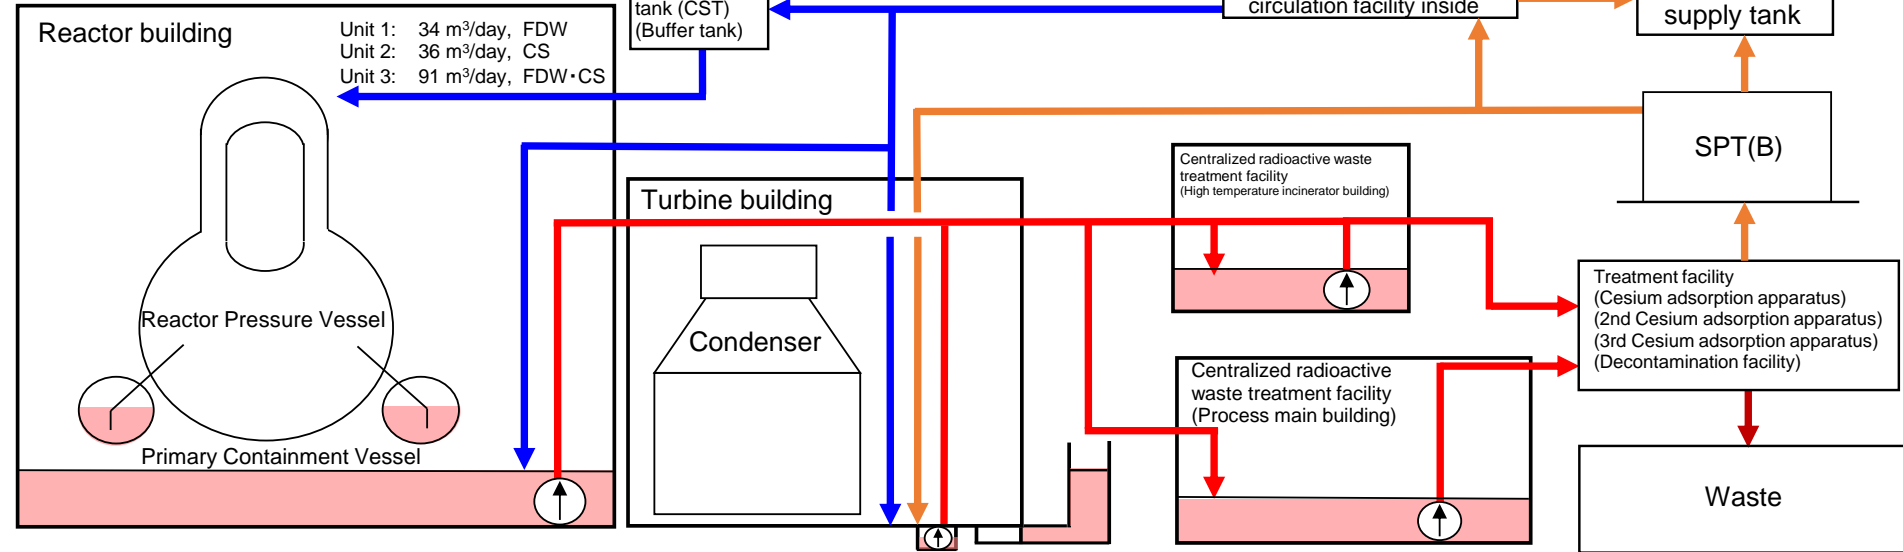 Reactor building
Unit 1: 34 m³/day, FDW
Unit 2: 36 m³/day, CS
Unit 3: 91 m³/day, FDW・CS
tank (CST)
(Buffer tank)
circulation facility inside
supply tank
SPT(B)
Centralized radioactive waste
treatment facility
(High temperature incinerator building)
Turbine building
Treatment facility
(Cesium adsorption apparatus)
(2nd Cesium adsorption apparatus)
(3rd Cesium adsorption apparatus)
(Decontamination facility)
Reactor Pressure Vessel
Condenser
Centralized radioactive
waste treatment facility
(Process main building)
Primary Containment Vessel
Waste